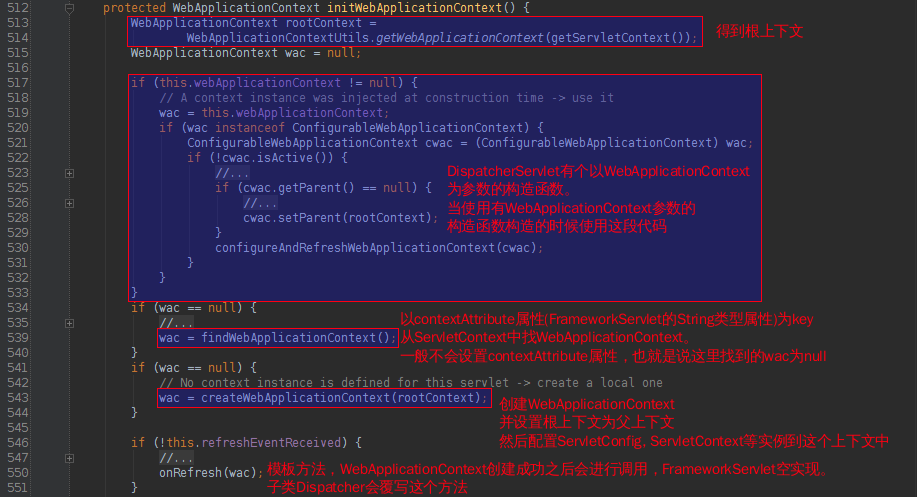 512 protected WebApplicationContext initWebApplicationContext() {
513 WebApplicationContext rootContext =
514 WebApplicationContextUtils.getWebApplicationContext(getServletContext());
得到根上下文
515 WebApplicationContext wac = null;
516
517 if (this.webApplicationContext != null) {
518 // A context instance was injected at construction time -> use it
519 wac = this.webApplicationContext;
520 if (wac instanceof ConfigurableWebApplicationContext) {
521 ConfigurableWebApplicationContext cwac = (ConfigurableWebApplicationContext) wac;
522 if (!cwac.isActive()) {
523 //...
525 if (cwac.getParent() == null) {
526 //...
528 cwac.setParent(rootContext);
529 }
530 configureAndRefreshWebApplicationContext(cwac);
531 }
532 }
533 }
DispatcherServlet有个以WebApplicationContext
为参数的构造函数。
当使用有WebApplicationContext参数的
构造函数构造的时候使用这段代码
534 if (wac == null) {
535 //...
539 wac = findWebApplicationContext();
540 }
以contextAttribute属性(FrameworkServlet的String类型属性)为key
从ServletContext中找WebApplicationContext。
一般不会设置contextAttribute属性，也就是说这里找到的wac为null
541 if (wac == null) {
542 // No context instance is defined for this servlet -> create a local one
543 wac = createWebApplicationContext(rootContext);
544 }
创建WebApplicationContext
并设置根上下文为父上下文
然后配置ServletConfig, ServletContext等实例到这个上下文中
545
546 if (!this.refreshEventReceived) {
547 //...
550 onRefresh(wac);
551 }
模板方法，WebApplicationContext创建成功之后会进行调用，FrameworkServlet空实现。
子类Dispatcher会覆写这个方法